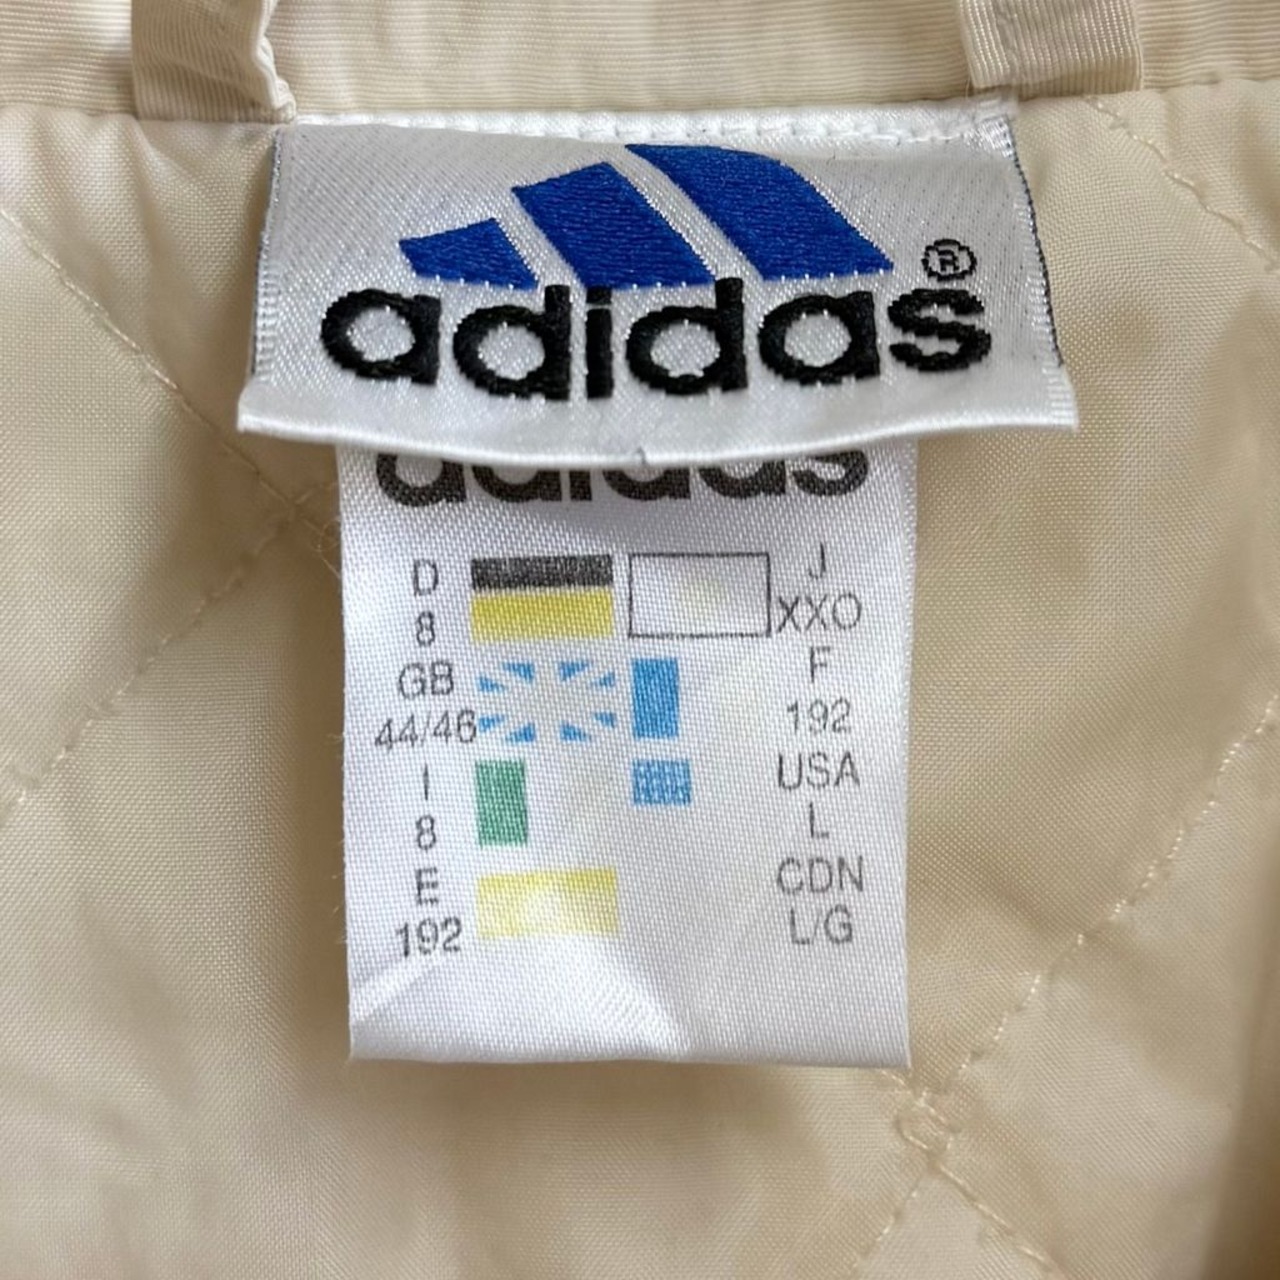 adidas®
adidas
D
8
GB
44/46
I
8
E
192
J
XXO
F
192
USA
L
CDN
L/G